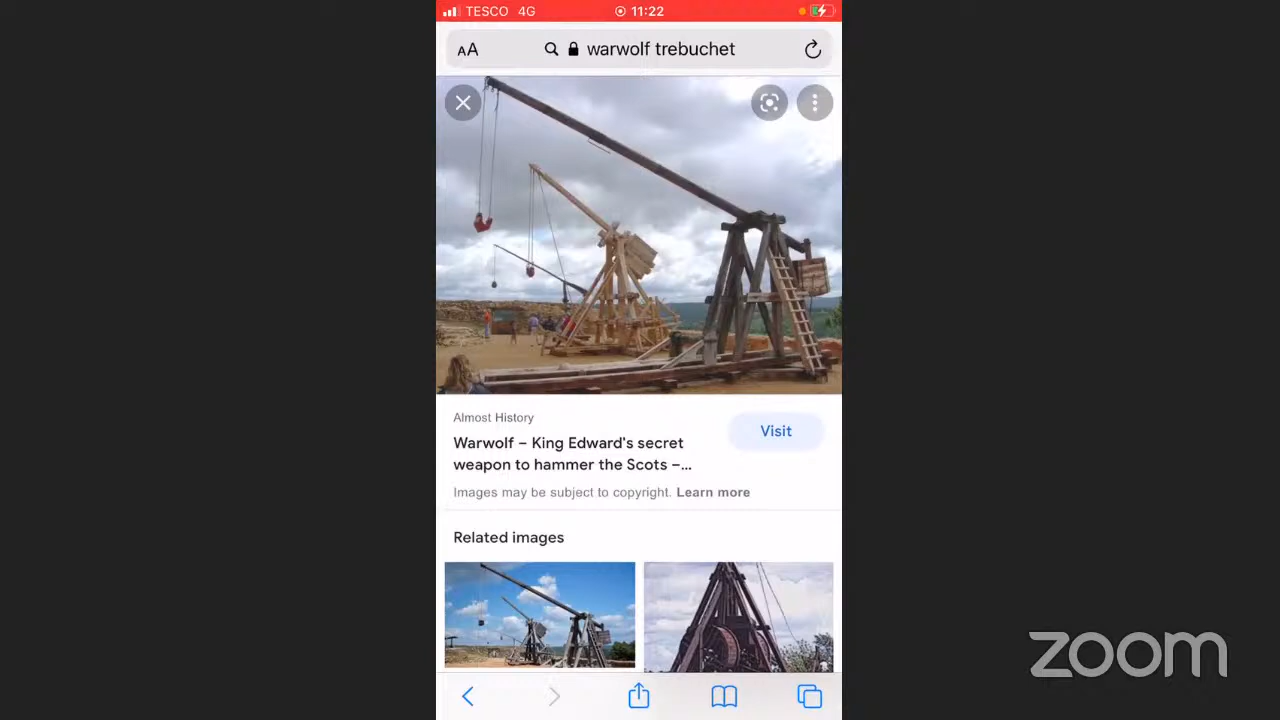 TESCO 4G 11:22
AA warwolf trebuchet
Almost History
Warwolf – King Edward's secret
weapon to hammer the Scots –...
Visit
Images may be subject to copyright. Learn more
Related images
zoom